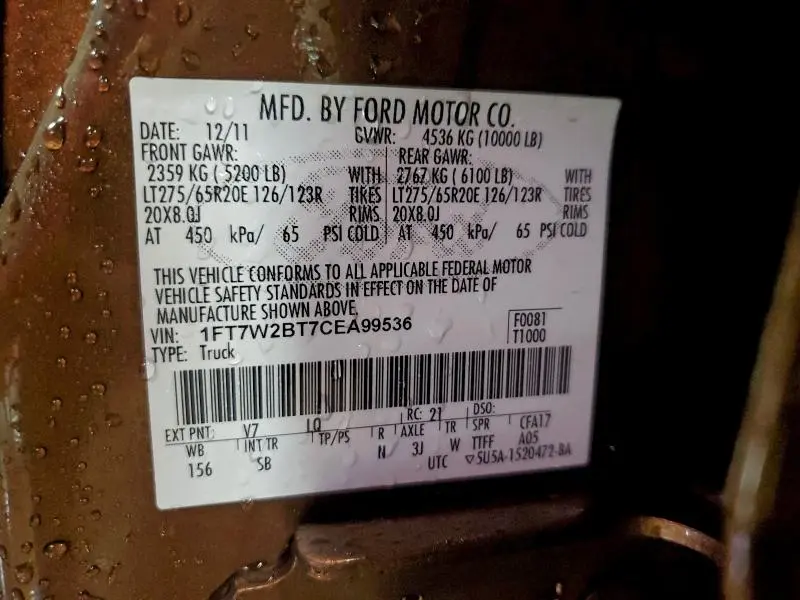 MFD. BY FORD MOTOR CO.
DATE: 12/11 GVWR: 4536 KG (10000 LB)
FRONT GAWR: REAR GAWR:
2359 KG ( 5200 LB) WITH 2767 KG ( 6100 LB) WITH
LT275/65R20E 126/123R TIRES LT275/65R20E 126/123R TIRES
20X8.0J RIMS 20X8.0J RIMS
AT 450 kPa/ 65 PSI COLD AT 450 kPa/ 65 PSI COLD
THIS VEHICLE CONFORMS TO ALL APPLICABLE FEDERAL MOTOR
VEHICLE SAFETY STANDARDS IN EFFECT ON THE DATE OF
MANUFACTURE SHOWN ABOVE.
VIN: 1FT7W2BT7CEA99536 F0081
TYPE: Truck T1000
EXT PNT: V7 LQ RC: 21 DSO:
WB INT TR TP/PS R AXLE TR SPR CFA17
156 SB N 3J W TTFF A05
UTC ▽5U5A-1520472-BA